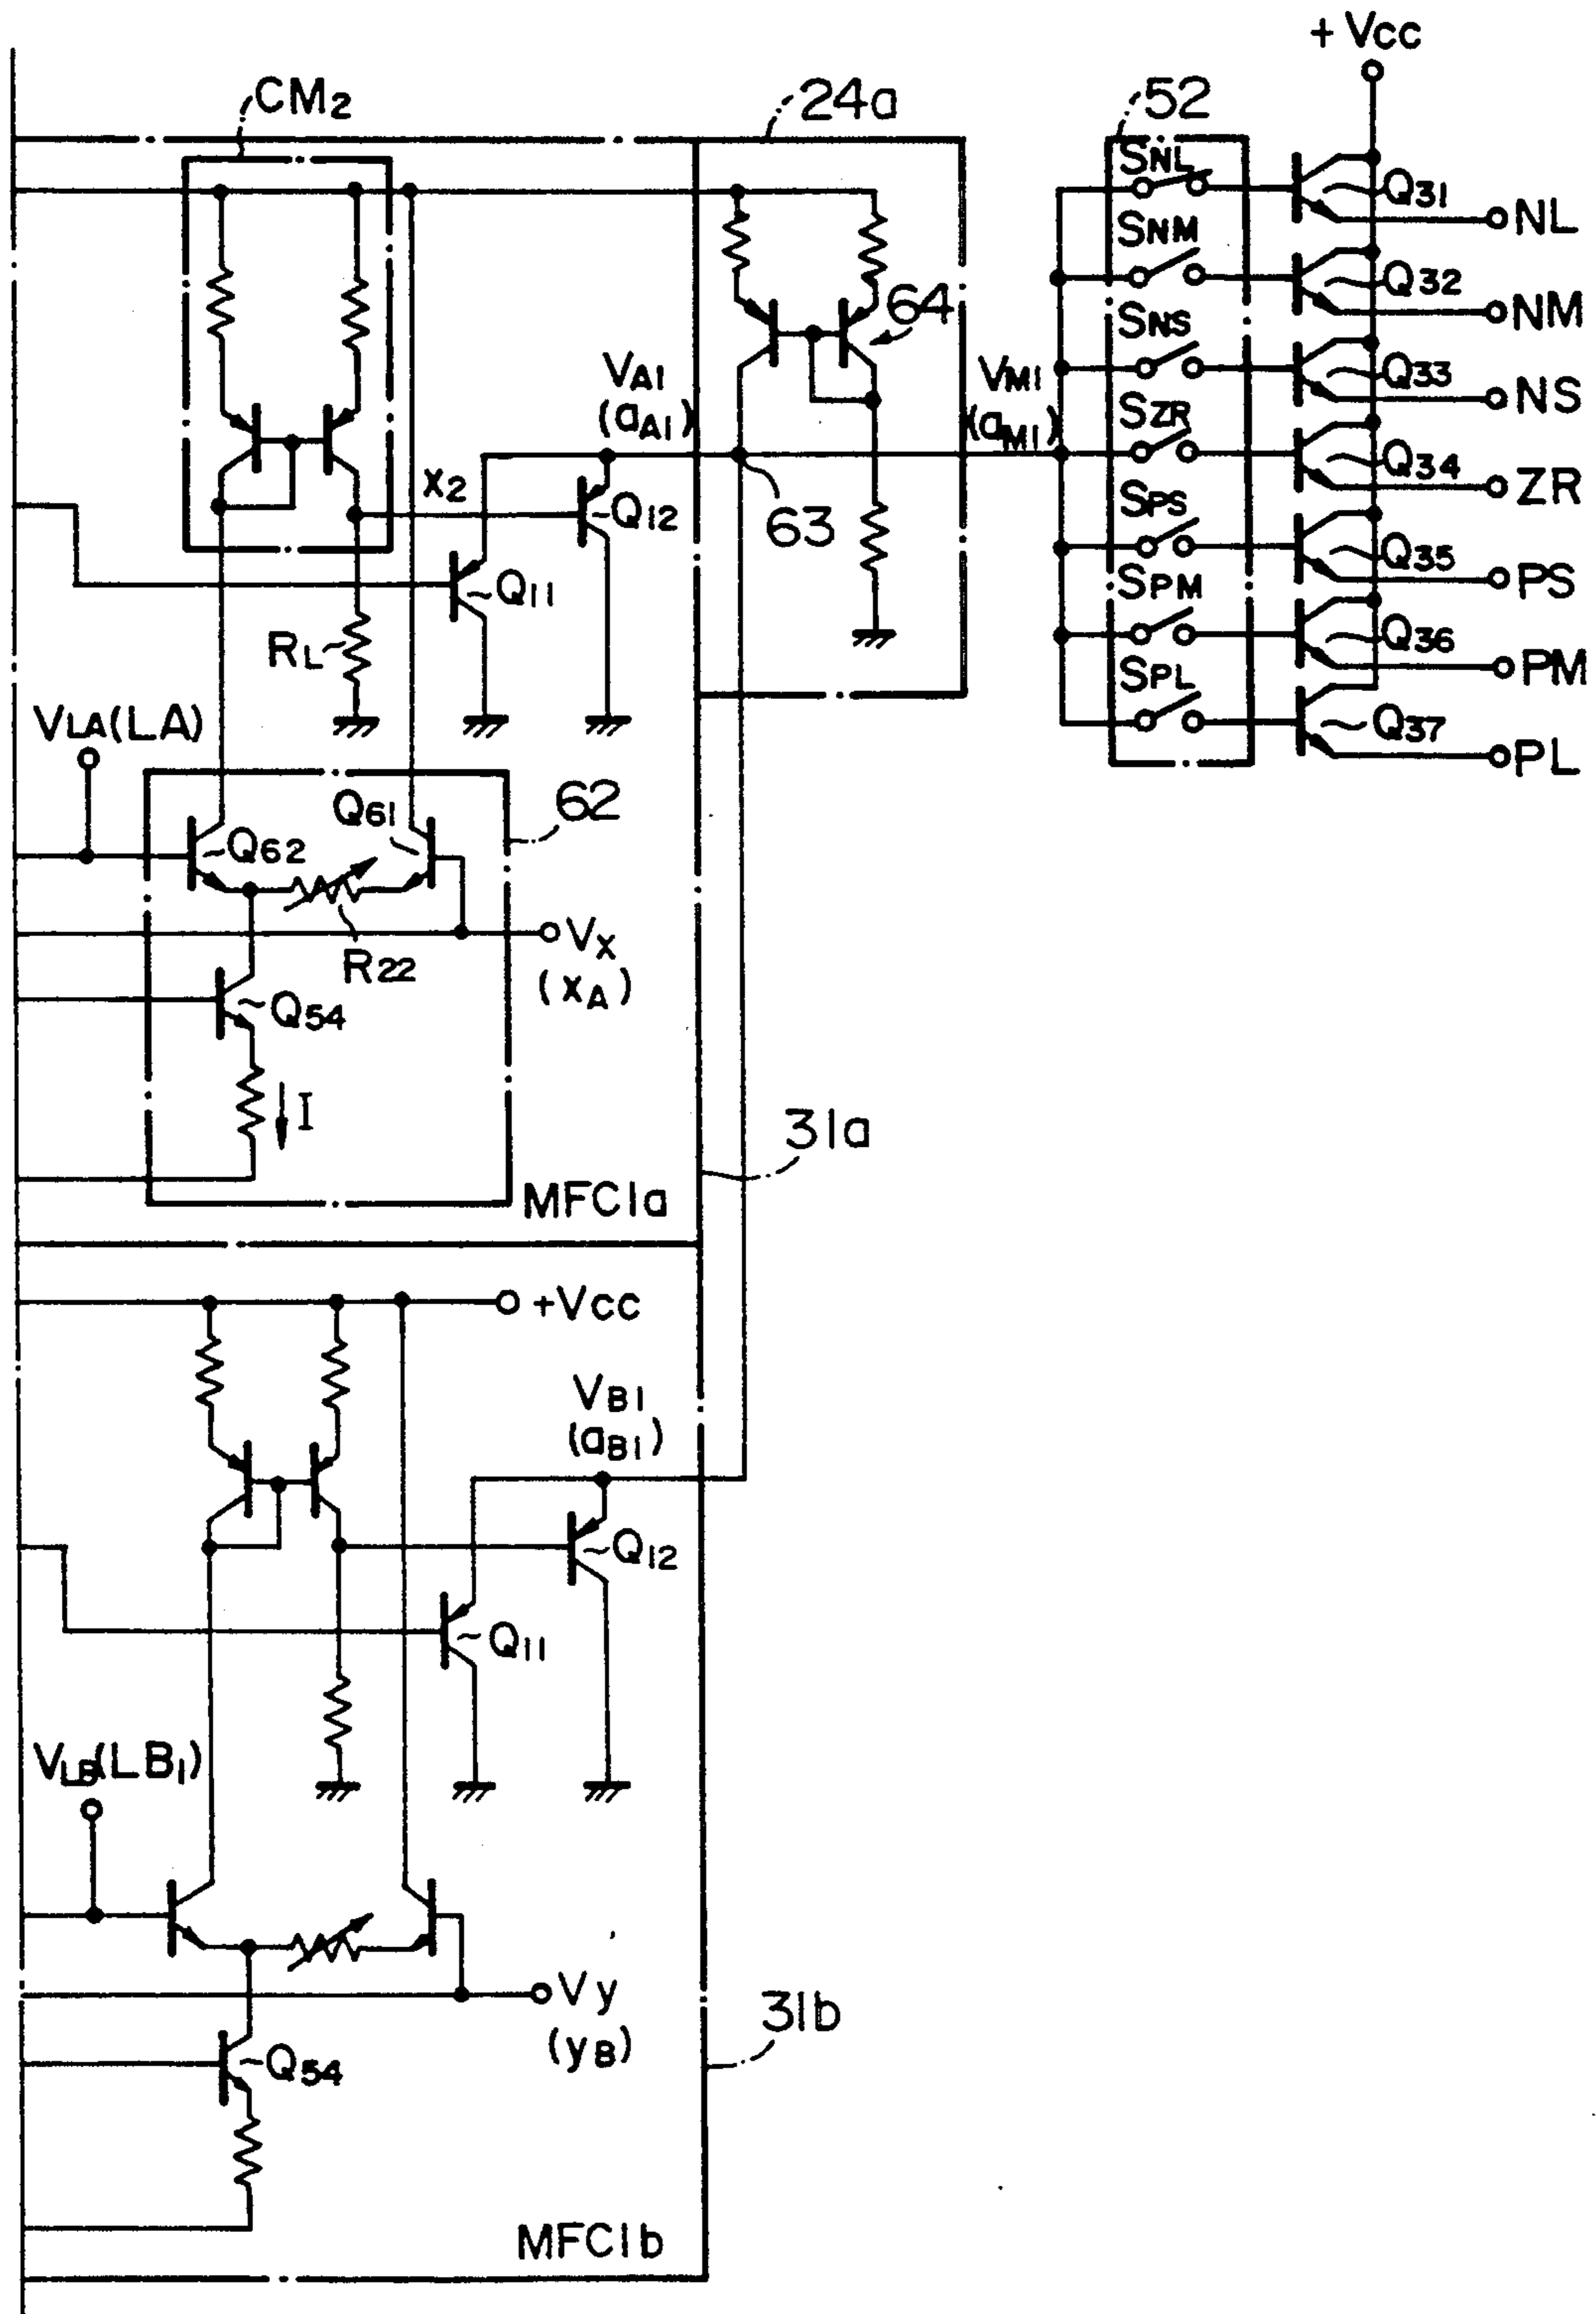 + Vcc
CM2
24a
52
SNL
Q31
NL
SNM
Q32
NM
SNS
64
VA1
(aA1)
VM1
(aM1)
Q33
NS
SZR
Q34
ZR
X2
Q12
63
SPS
Q35
PS
Q11
SPM
Q36
PM
RL
SPL
Q37
PL
VLA(LA)
62
Q61
Q62
R22
VX
(XA)
Q54
I
31a
MFC1a
+Vcc
VB1
(aB1)
Q12
Q11
VLB(LB1)
Vy
(yB)
31b
Q54
MFC1b